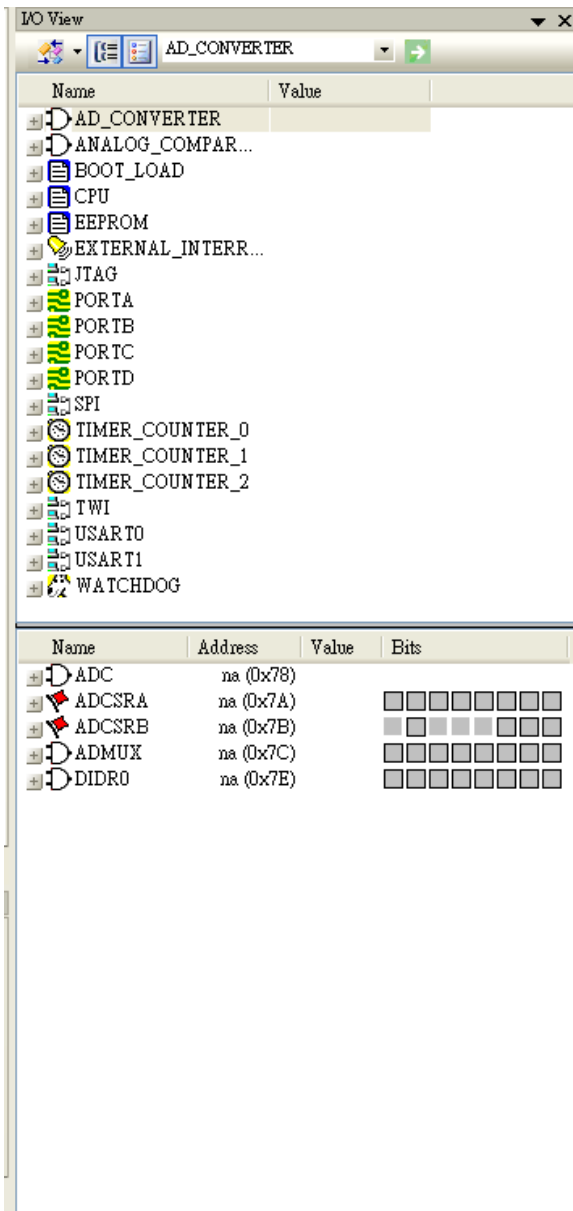 I/O View
AD_CONVERTER
Name Value
AD_CONVERTER
ANALOG_COMPAR...
BOOT_LOAD
CPU
EEPROM
EXTERNAL_INTERR...
JTAG
PORTA
PORTB
PORTC
PORTD
SPI
TIMER_COUNTER_0
TIMER_COUNTER_1
TIMER_COUNTER_2
TWI
USART0
USART1
WATCHDOG
Name Address Value Bits
ADC na (0x78)
ADCSRA na (0x7A)
ADCSRB na (0x7B)
ADMUX na (0x7C)
DIDR0 na (0x7E)